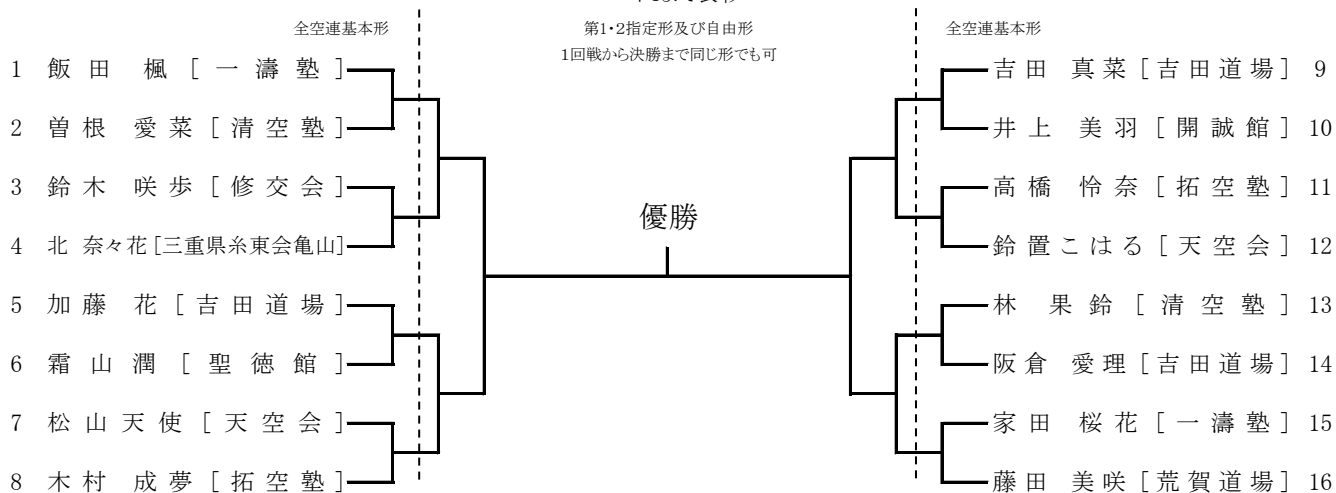 全空連基本形
第1・2指定形及び自由形
1回戦から決勝まで同じ形でも可
全空連基本形
1 飯田 楓 [一濤塾]
2 曽根 愛菜 [清空塾]
3 鈴木 咲歩 [修交会]
4 北 奈々花 [三重県糸東会亀山]
5 加藤 花 [吉田道場]
6 霜山潤 [聖徳館]
7 松山天使 [天空会]
8 木村 成夢 [拓空塾]
優勝
吉田 真菜 [吉田道場] 9
井上 美羽 [開誠館] 10
高橋 怜奈 [拓空塾] 11
鈴置こはる [天空会] 12
林 果鈴 [清空塾] 13
阪倉 愛理 [吉田道場] 14
家田 桜花 [一濤塾] 15
藤田 美咲 [荒賀道場] 16